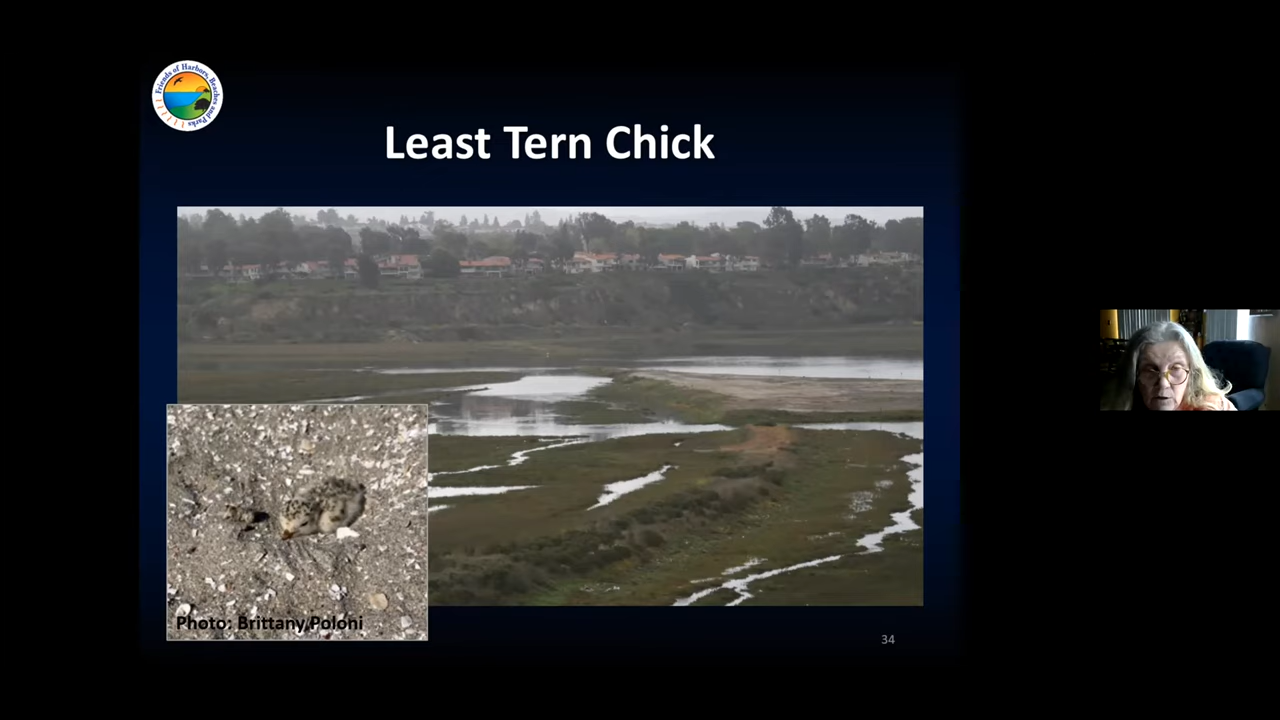 Friends of Harbors, Beaches and Parks
Least Tern Chick
Photo: Brittany Poloni
34